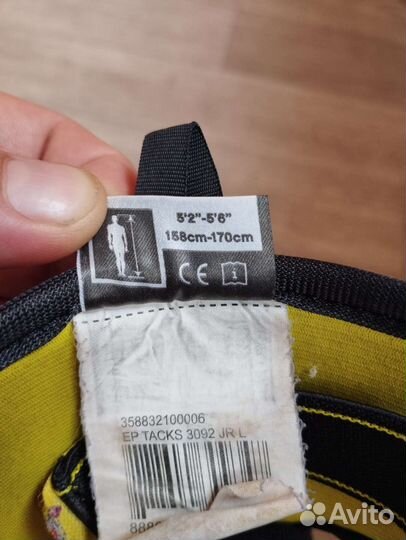 5'2"-5'6"
158cm-170cm
CE i
358832100006
EP TACKS 3092 JR L
Avito